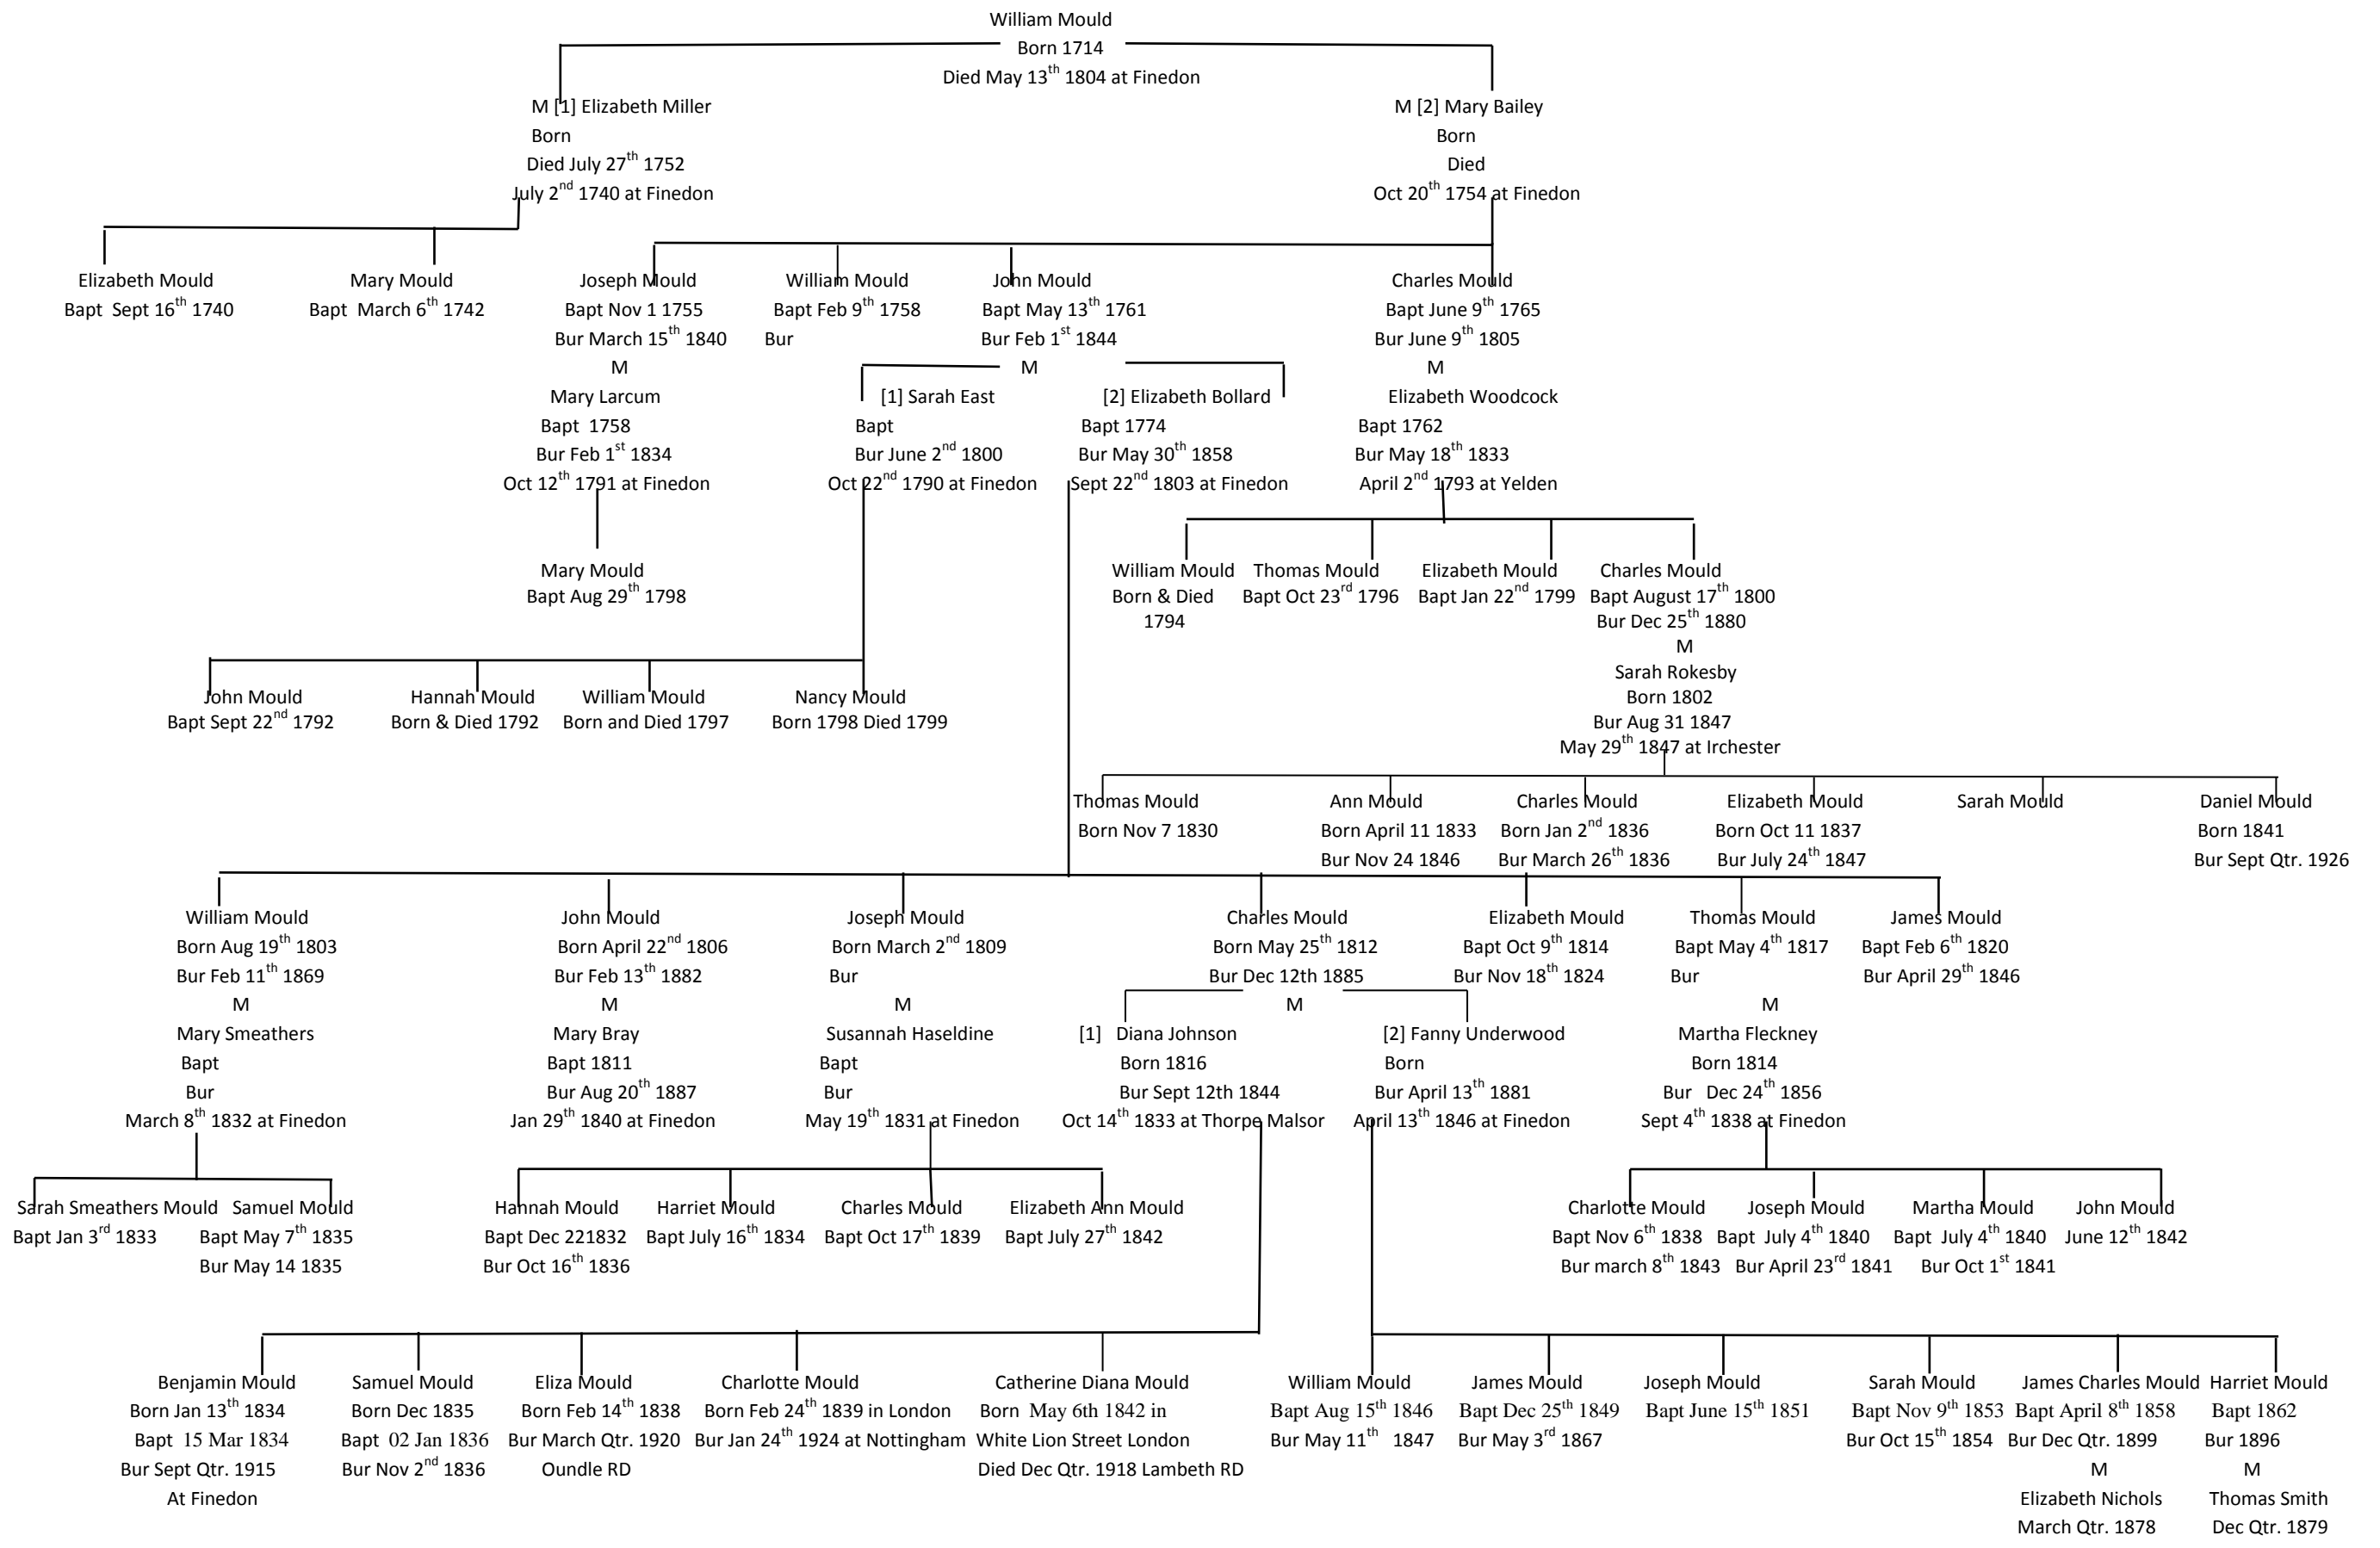 William Mould
Born 1714
Died May 13th 1804 at Finedon
M [1] Elizabeth Miller
Born
Died July 27th 1752
July 2nd 1740 at Finedon
M [2] Mary Bailey
Born
Died
Oct 20th 1754 at Finedon
Elizabeth Mould
Bapt Sept 16th 1740
Mary Mould
Bapt March 6th 1742
Joseph Mould
Bapt Nov 1 1755
Bur March 15th 1840
M
Mary Larcum
Bapt 1758
Bur Feb 1st 1834
Oct 12th 1791 at Finedon
William Mould
Bapt Feb 9th 1758
Bur
John Mould
Bapt May 13th 1761
Bur Feb 1st 1844
M
[1] Sarah East
Bapt
Bur June 2nd 1800
Oct 22nd 1790 at Finedon
[2] Elizabeth Bollard
Bapt 1774
Bur May 30th 1858
Sept 22nd 1803 at Finedon
Charles Mould
Bapt June 9th 1765
Bur June 9th 1805
M
Elizabeth Woodcock
Bapt 1762
Bur May 18th 1833
April 2nd 1793 at Yelden
Mary Mould
Bapt Aug 29th 1798
William Mould
Born & Died
1794
Thomas Mould
Bapt Oct 23rd 1796
Elizabeth Mould
Bapt Jan 22nd 1799
Charles Mould
Bapt August 17th 1800
Bur Dec 25th 1880
M
Sarah Rokesby
Born 1802
Bur Aug 31 1847
May 29th 1847 at Irchester
John Mould
Bapt Sept 22nd 1792
Hannah Mould
Born & Died 1792
William Mould
Born and Died 1797
Nancy Mould
Born 1798 Died 1799
Thomas Mould
Born Nov 7 1830
Ann Mould
Born April 11 1833
Bur Nov 24 1846
Charles Mould
Born Jan 2nd 1836
Bur March 26th 1836
Elizabeth Mould
Born Oct 11 1837
Bur July 24th 1847
Sarah Mould
Daniel Mould
Born 1841
Bur Sept Qtr. 1926
William Mould
Born Aug 19th 1803
Bur Feb 11th 1869
M
Mary Smeathers
Bapt
Bur
March 8th 1832 at Finedon
John Mould
Born April 22nd 1806
Bur Feb 13th 1882
M
Mary Bray
Bapt 1811
Bur Aug 20th 1887
Jan 29th 1840 at Finedon
Joseph Mould
Born March 2nd 1809
Bur
M
Susannah Haseldine
Bapt
Bur
May 19th 1831 at Finedon
Charles Mould
Born May 25th 1812
Bur Dec 12th 1885
M
[1] Diana Johnson
Born 1816
Bur Sept 12th 1844
Oct 14th 1833 at Thorpe Malsor
[2] Fanny Underwood
Born
Bur April 13th 1881
April 13th 1846 at Finedon
Elizabeth Mould
Bapt Oct 9th 1814
Bur Nov 18th 1824
Thomas Mould
Bapt May 4th 1817
Bur
M
Martha Fleckney
Born 1814
Bur Dec 24th 1856
Sept 4th 1838 at Finedon
James Mould
Bapt Feb 6th 1820
Bur April 29th 1846
Sarah Smeathers Mould
Bapt Jan 3rd 1833
Samuel Mould
Bapt May 7th 1835
Bur May 14 1835
Hannah Mould
Bapt Dec 221832
Bur Oct 16th 1836
Harriet Mould
Bapt July 16th 1834
Charles Mould
Bapt Oct 17th 1839
Elizabeth Ann Mould
Bapt July 27th 1842
Charlotte Mould
Bapt Nov 6th 1838
Bur march 8th 1843
Joseph Mould
Bapt July 4th 1840
Bur April 23rd 1841
Martha Mould
Bapt July 4th 1840
Bur Oct 1st 1841
John Mould
June 12th 1842
Benjamin Mould
Born Jan 13th 1834
Bapt 15 Mar 1834
Bur Sept Qtr. 1915
At Finedon
Samuel Mould
Born Dec 1835
Bapt 02 Jan 1836
Bur Nov 2nd 1836
Eliza Mould
Born Feb 14th 1838
Bur March Qtr. 1920
Oundle RD
Charlotte Mould
Born Feb 24th 1839 in London
Bur Jan 24th 1924 at Nottingham
Catherine Diana Mould
Born May 6th 1842 in
White Lion Street London
Died Dec Qtr. 1918 Lambeth RD
William Mould
Bapt Aug 15th 1846
Bur May 11th 1847
James Mould
Bapt Dec 25th 1849
Bur May 3rd 1867
Joseph Mould
Bapt June 15th 1851
Sarah Mould
Bapt Nov 9th 1853
Bur Oct 15th 1854
James Charles Mould
Bapt April 8th 1858
Bur Dec Qtr. 1899
M
Elizabeth Nichols
March Qtr. 1878
Harriet Mould
Bapt 1862
Bur 1896
M
Thomas Smith
Dec Qtr. 1879